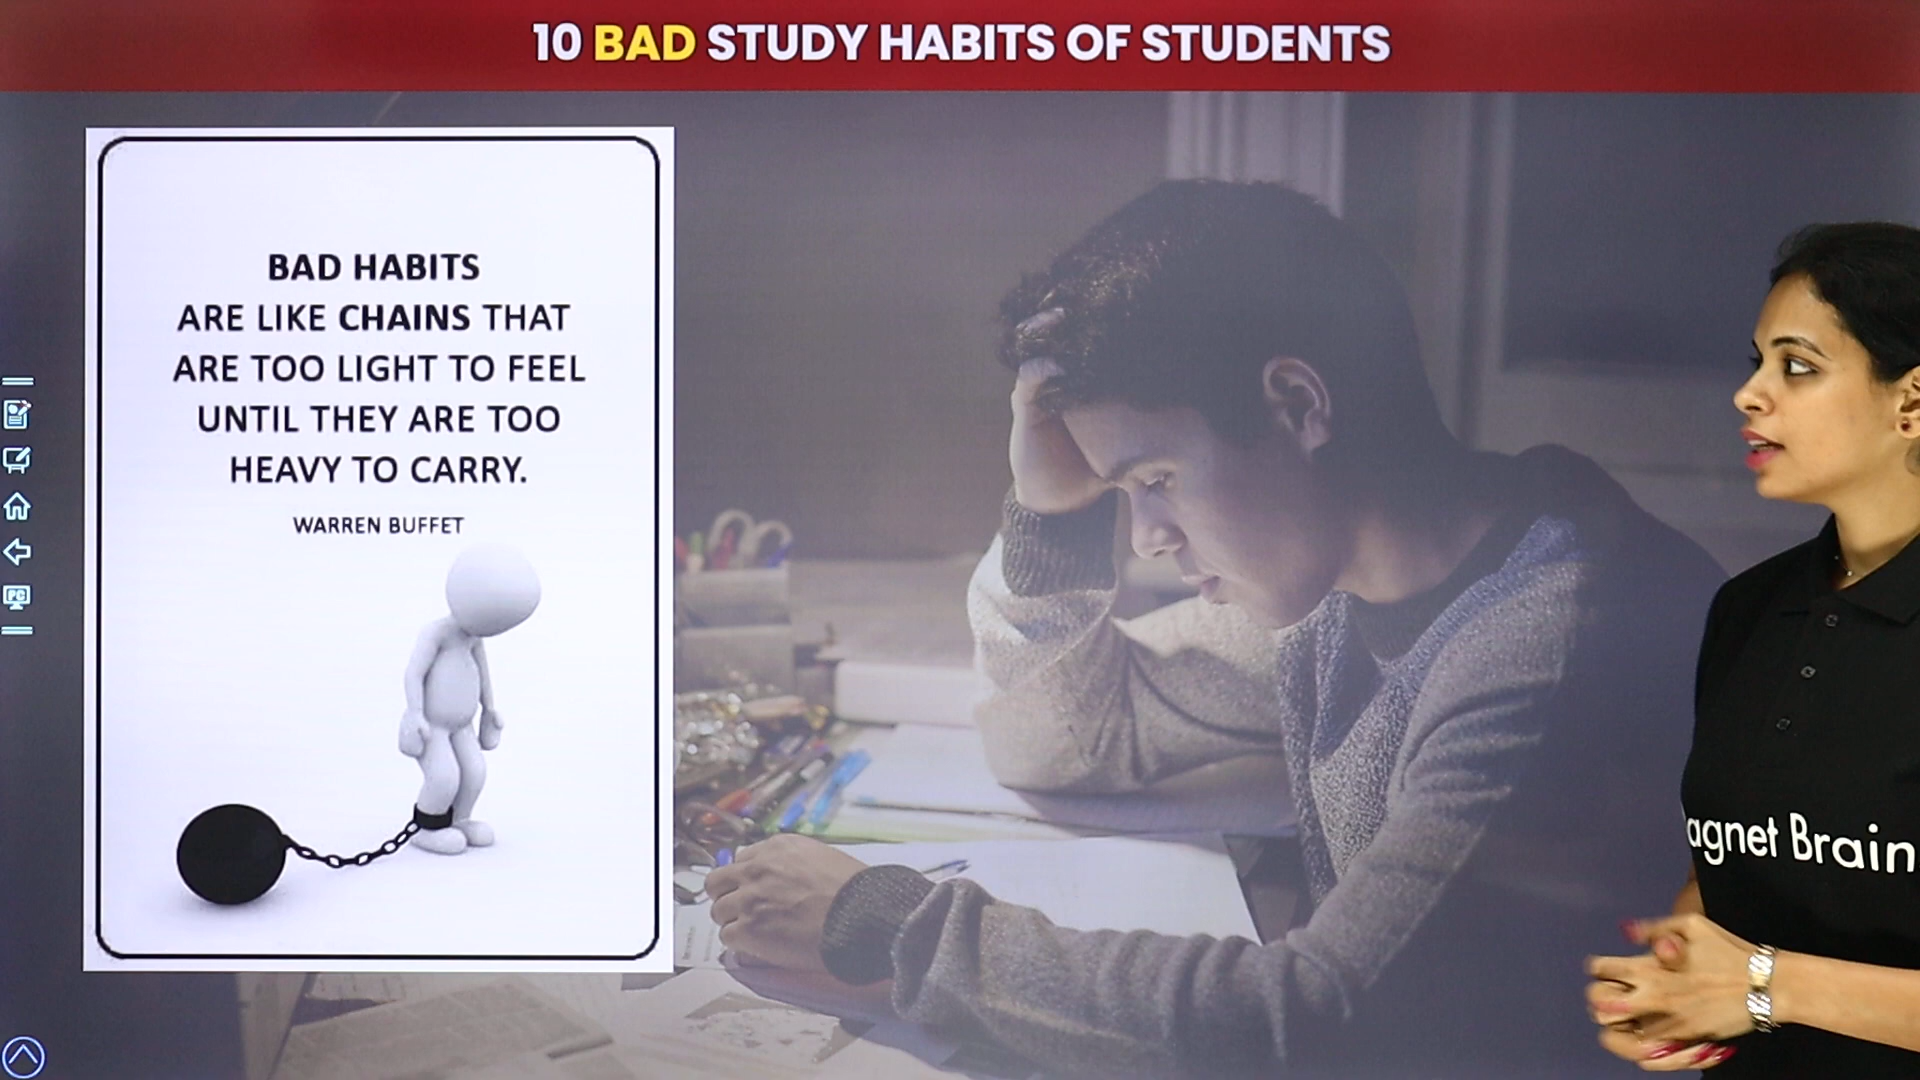 10 BAD STUDY HABITS OF STUDENTS
BAD HABITS
ARE LIKE CHAINS THAT
ARE TOO LIGHT TO FEEL
UNTIL THEY ARE TOO
HEAVY TO CARRY.
WARREN BUFFET
PC
agnet Brain